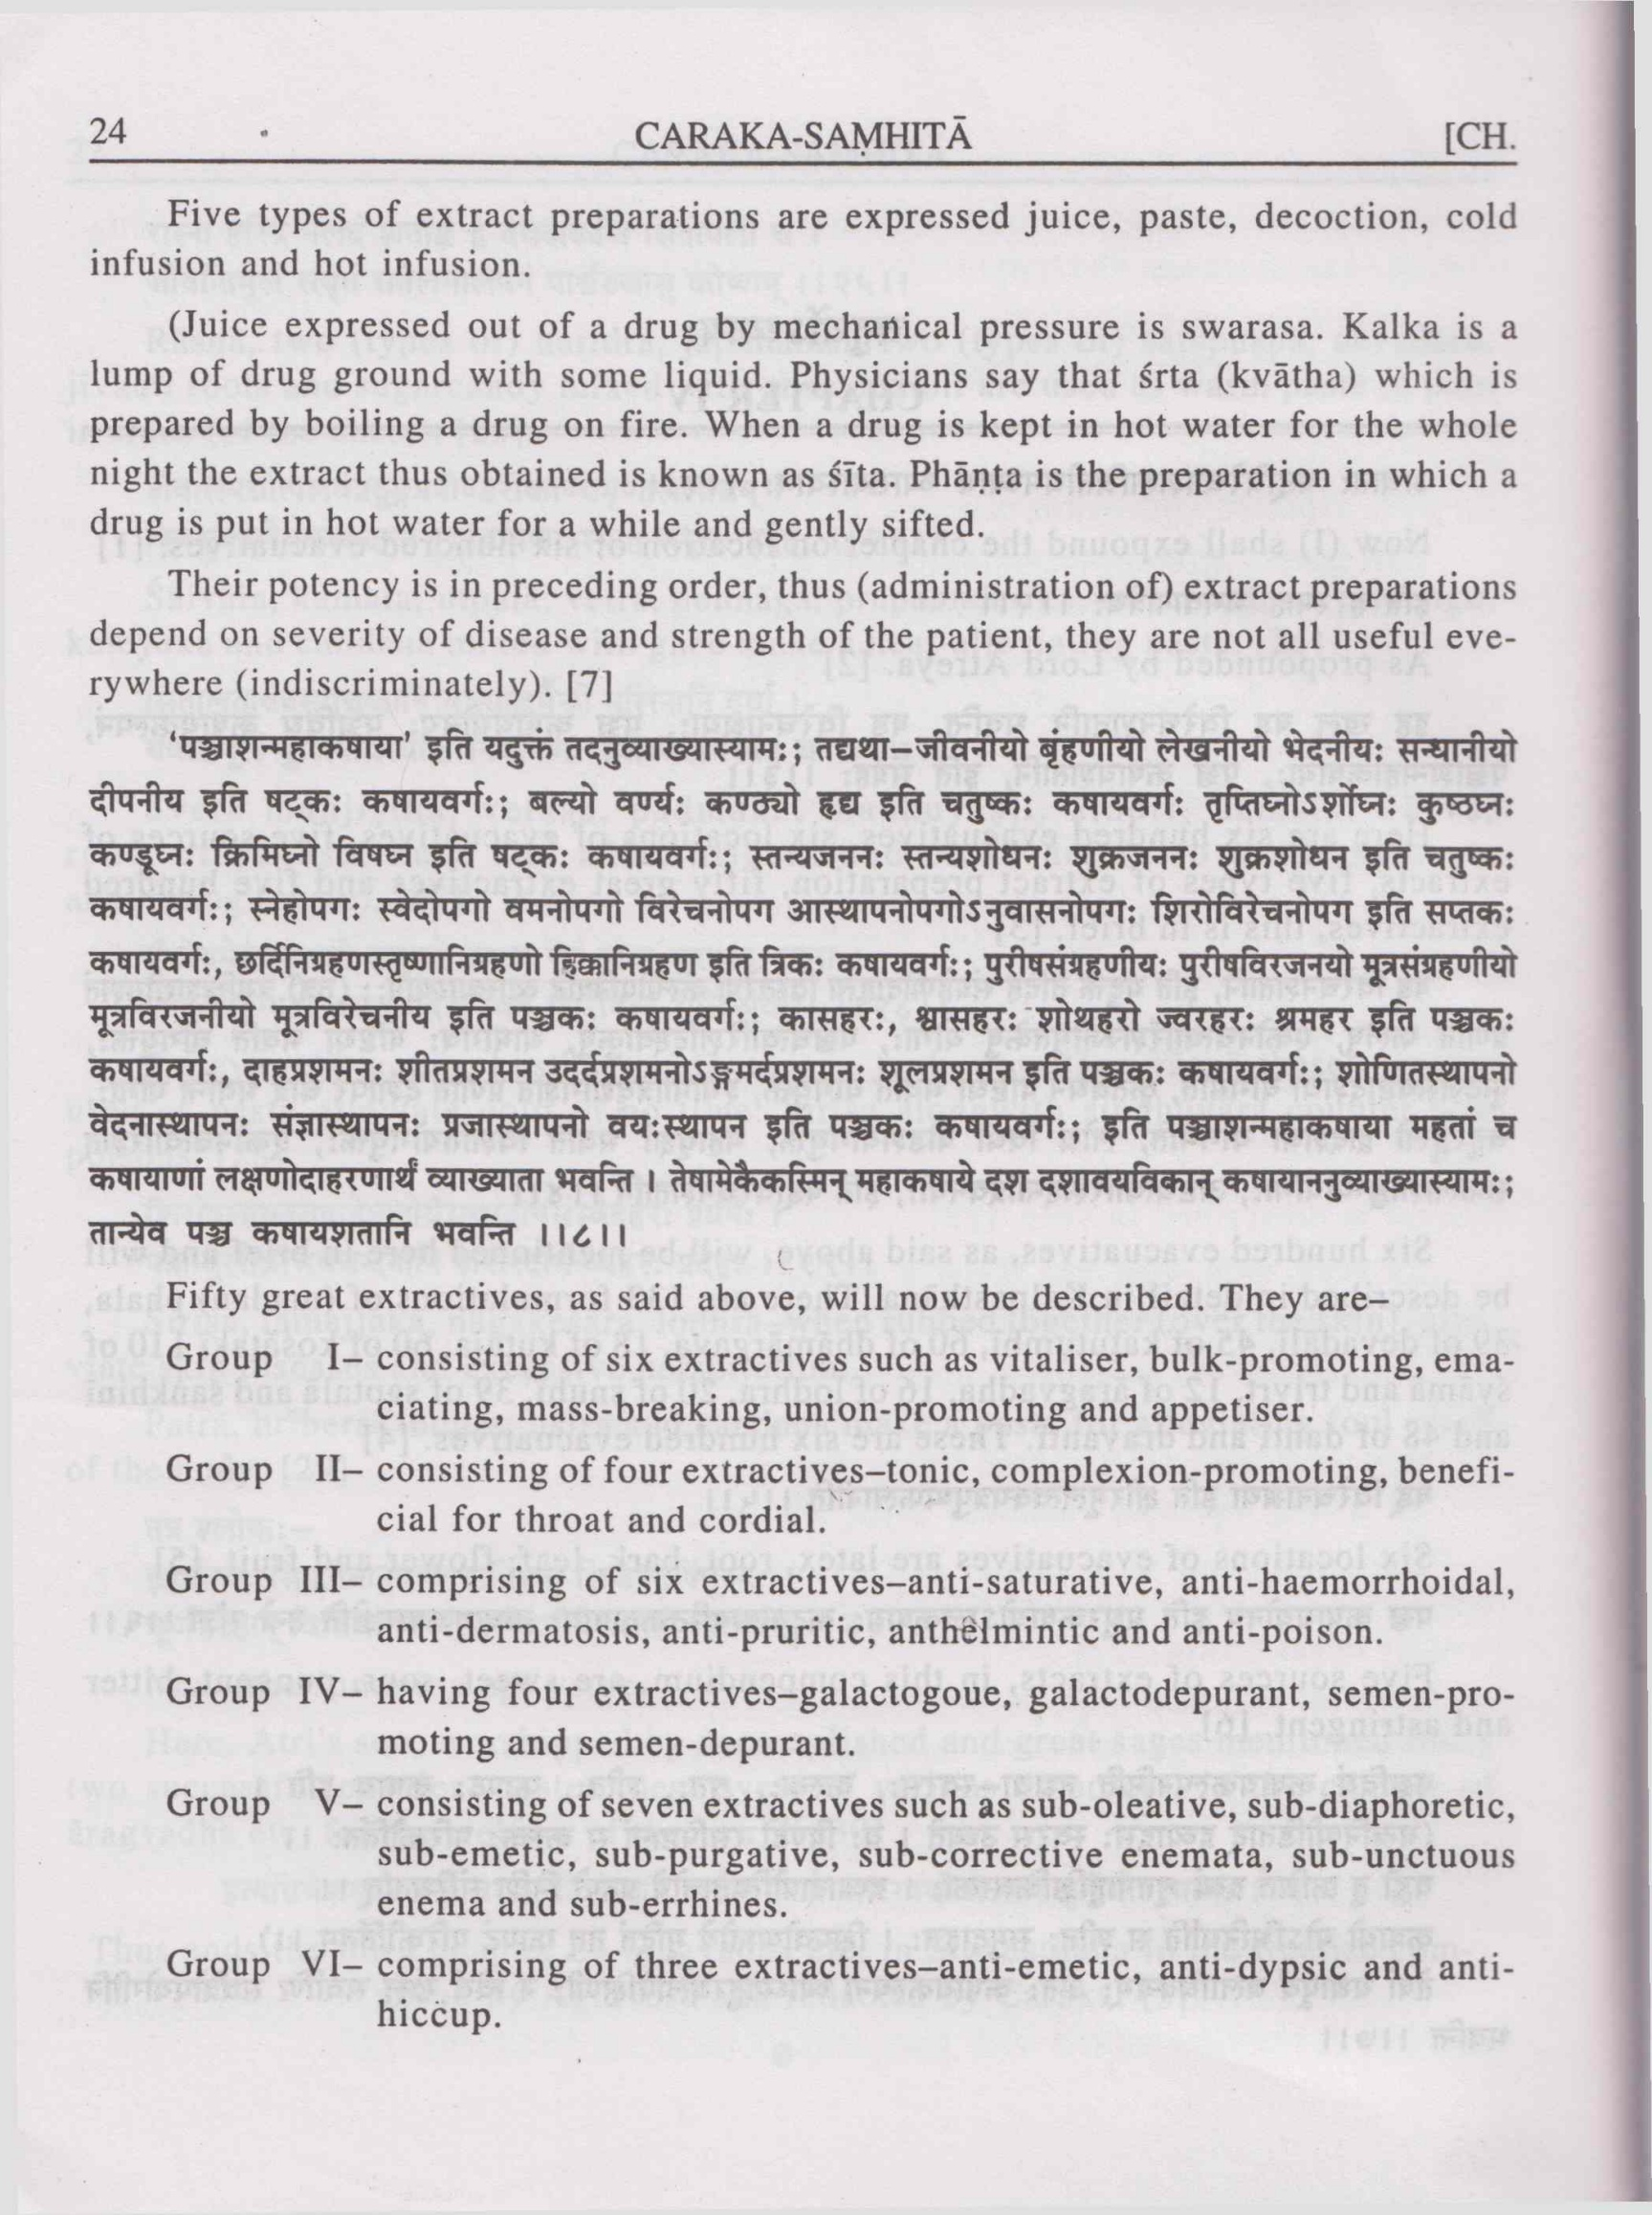 24 CARAKA-SAṂHITĀ [CH.
Five types of extract preparations are expressed juice, paste, decoction, cold
infusion and hot infusion.
(Juice expressed out of a drug by mechanical pressure is swarasa. Kalka is a
lump of drug ground with some liquid. Physicians say that śrta (kvātha) which is
prepared by boiling a drug on fire. When a drug is kept in hot water for the whole
night the extract thus obtained is known as śīta. Phāṇṭa is the preparation in which a
drug is put in hot water for a while and gently sifted.
Their potency is in preceding order, thus (administration of) extract preparations
depend on severity of disease and strength of the patient, they are not all useful eve-
rywhere (indiscriminately). [7]
‘पञ्चाशन्महाकषाया’ इति यदुक्तं तदनुव्याख्यास्यामः; तद्यथा–जीवनीयो बृंहणीयो लेखनीयो भेदनीयः सन्धानीयो
दीपनीय इति षट्कः कषायवर्गः; बल्यो वर्ण्यः कण्ठ्यो हृद्य इति चतुष्कः कषायवर्गः तृप्तिघ्नोऽर्शोघ्नः कुष्ठघ्नः
कण्डूघ्नः क्रिमिघ्नो विषघ्न इति षट्कः कषायवर्गः; स्तन्यजननः स्तन्यशोधनः शुक्रजननः शुक्रशोधन इति चतुष्कः
कषायवर्गः; स्नेहोपगः स्वेदोपगो वमनोपगो विरेचनोपग आस्थापनोपगोऽनुवासनोपगः शिरोविरेचनोपग इति सप्तकः
कषायवर्गः, छर्दिनिग्रहणस्तृष्णानिग्रहणो हिक्कानिग्रहण इति त्रिकः कषायवर्गः; पुरीषसंग्रहणीयः पुरीषविरजनयो मूत्रसंग्रहणीयो
मूत्रविरजनीयो मूत्रविरेचनीय इति पञ्चकः कषायवर्गः; कासहरः, श्वासहरः शोथहरो ज्वरहरः श्रमहर इति पञ्चकः
कषायवर्गः, दाहप्रशमनः शीतप्रशमन उदर्दप्रशमनोऽङ्गमर्दप्रशमनः शूलप्रशमन इति पञ्चकः कषायवर्गः; शोणितस्थापनो
वेदनास्थापनः संज्ञास्थापनः प्रजास्थापनो वयःस्थापन इति पञ्चकः कषायवर्गः; इति पञ्चाशन्महाकषाया महतां च
कषायाणां लक्षणोदाहरणार्थं व्याख्याता भवन्ति । तेषामेकैकस्मिन् महाकषाये दश दशावयविकान् कषायाननुव्याख्यास्यामः;
तान्येव पञ्च कषायशतानि भवन्ति ।।८।।
Fifty great extractives, as said above, will now be described. They are–
Group I– consisting of six extractives such as vitaliser, bulk-promoting, ema-
ciating, mass-breaking, union-promoting and appetiser.
Group II– consisting of four extractives–tonic, complexion-promoting, benefi-
cial for throat and cordial.
Group III– comprising of six extractives–anti-saturative, anti-haemorrhoidal,
anti-dermatosis, anti-pruritic, anthelmintic and anti-poison.
Group IV– having four extractives–galactogoue, galactodepurant, semen-pro-
moting and semen-depurant.
Group V– consisting of seven extractives such as sub-oleative, sub-diaphoretic,
sub-emetic, sub-purgative, sub-corrective enemata, sub-unctuous
enema and sub-errhines.
Group VI– comprising of three extractives–anti-emetic, anti-dypsic and anti-
hiccup.